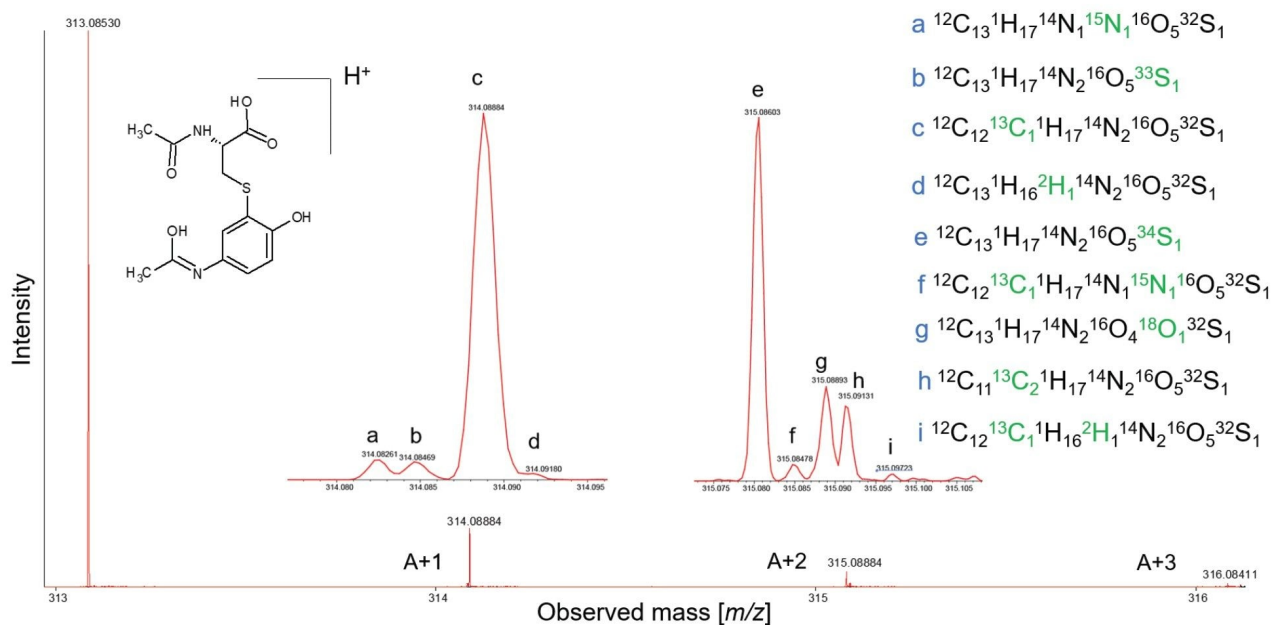 313.08530
H⁺
HO
H₃C
NH
O
O
S
OH
OH
H₃C
N
Intensity
c
314.08884
a
314.08261
b
314.08469
d
314.09180
314.080
314.085
314.090
314.095
e
315.08603
g
315.08893
h
315.09131
f
315.08478
i
315.09723
315.075
315.080
315.085
315.090
315.095
315.100
315.105
a ¹²C₁₃¹H₁₇¹⁴N₁¹⁵N₁¹⁶O₅³²S₁
b ¹²C₁₃¹H₁₇¹⁴N₂¹⁶O₅³³S₁
c ¹²C₁₂¹³C₁¹H₁₇¹⁴N₂¹⁶O₅³²S₁
d ¹²C₁₃¹H₁₆²H₁¹⁴N₂¹⁶O₅³²S₁
e ¹²C₁₃¹H₁₇¹⁴N₂¹⁶O₅³⁴S₁
f ¹²C₁₂¹³C₁¹H₁₇¹⁴N₁¹⁵N₁¹⁶O₅³²S₁
g ¹²C₁₃¹H₁₇¹⁴N₂¹⁶O₄¹⁸O₁³²S₁
h ¹²C₁₁¹³C₂¹H₁₇¹⁴N₂¹⁶O₅³²S₁
i ¹²C₁₂¹³C₁¹H₁₆²H₁¹⁴N₂¹⁶O₅³²S₁
314.08884
A+1
A+2
315.08884
A+3
316.08411
313
314
315
316
Observed mass [m/z]